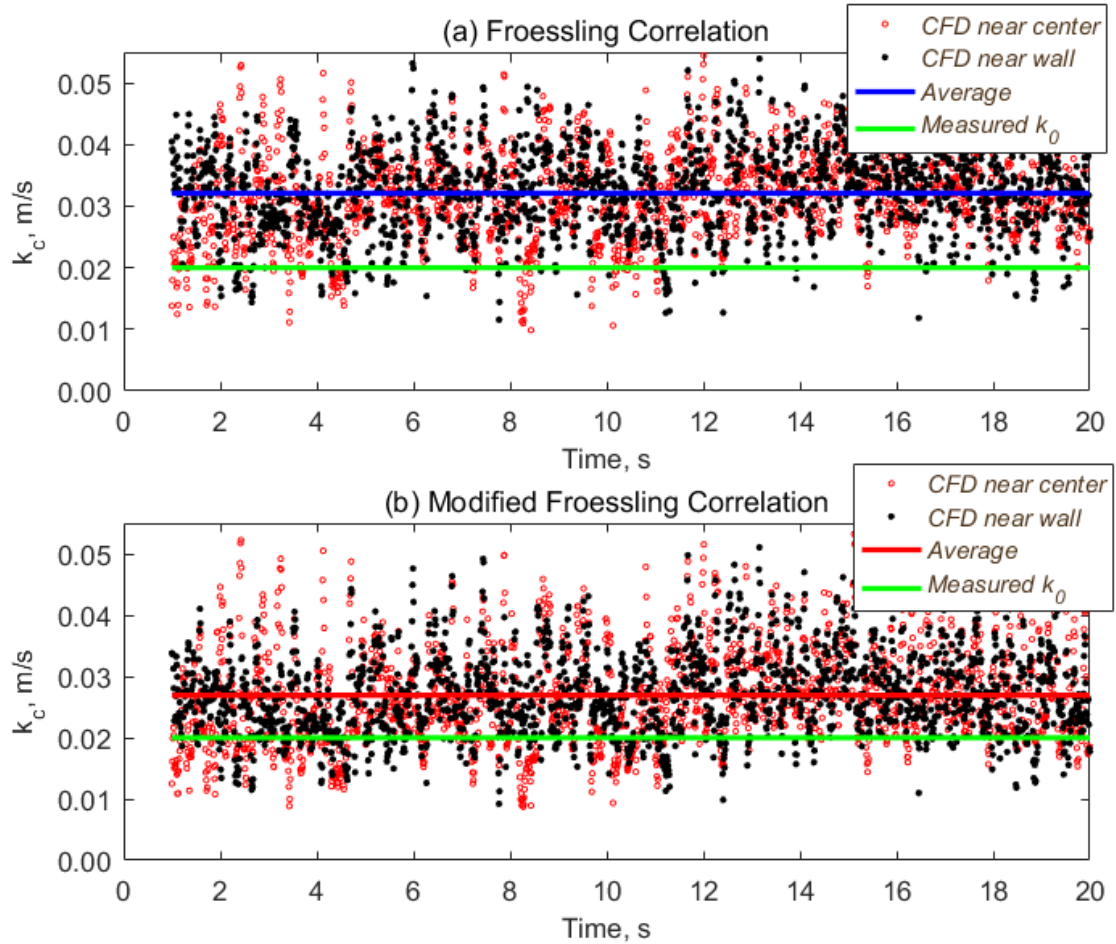 (a) Froessling Correlation
CFD near center
CFD near wall
Average
Measured k₀
0.05
0.04
0.03
0.02
0.01
0.00
k_c, m/s
0 2 4 6 8 10 12 14 16 18 20
Time, s
(b) Modified Froessling Correlation
CFD near center
CFD near wall
Average
Measured k₀
0.05
0.04
0.03
0.02
0.01
0.00
k_c, m/s
0 2 4 6 8 10 12 14 16 18 20
Time, s